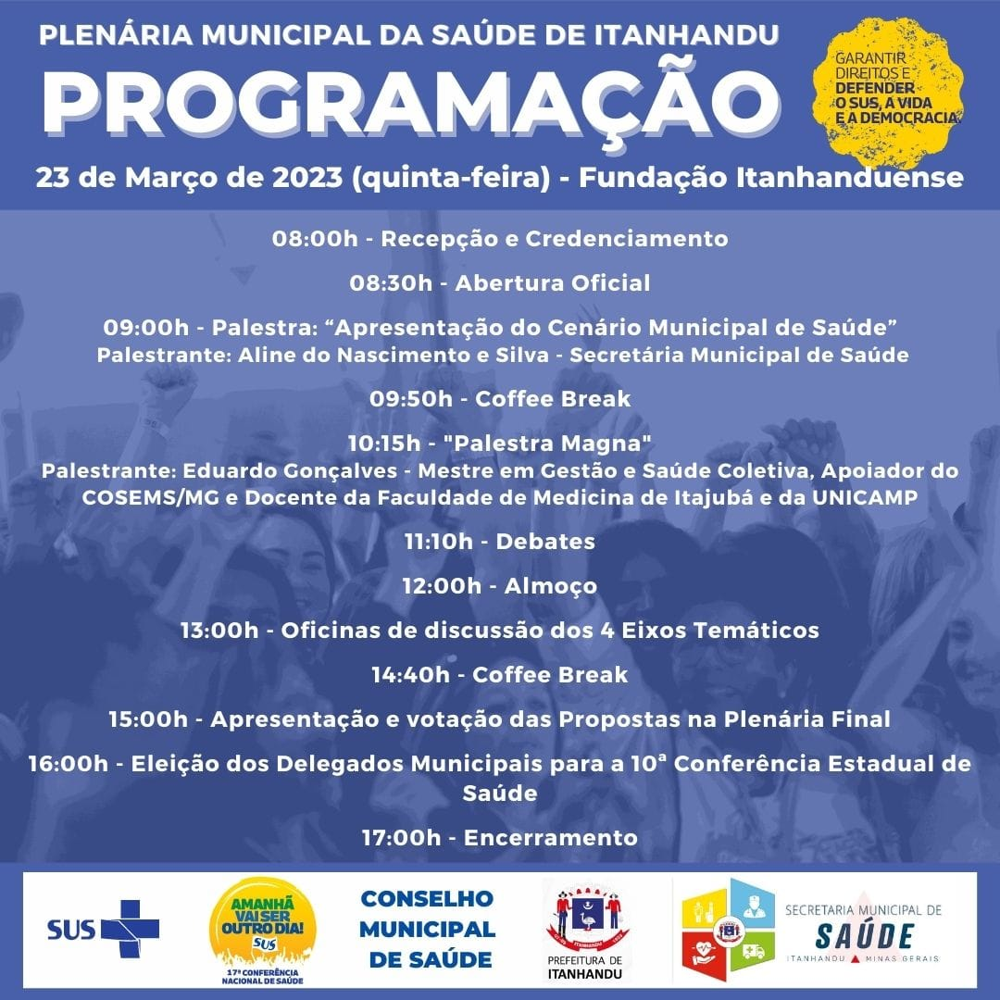 PLENÁRIA MUNICIPAL DA SAÚDE DE ITANHANDU
PROGRAMAÇÃO
GARANTIR
DIREITOS E
DEFENDER
O SUS, A VIDA
E A DEMOCRACIA.
23 de Março de 2023 (quinta-feira) - Fundação Itanhanduense
08:00h - Recepção e Credenciamento
08:30h - Abertura Oficial
09:00h - Palestra: “Apresentação do Cenário Municipal de Saúde”
Palestrante: Aline do Nascimento e Silva - Secretária Municipal de Saúde
09:50h - Coffee Break
10:15h - "Palestra Magna"
Palestrante: Eduardo Gonçalves - Mestre em Gestão e Saúde Coletiva, Apoiador do
COSEMS/MG e Docente da Faculdade de Medicina de Itajubá e da UNICAMP
11:10h - Debates
12:00h - Almoço
13:00h - Oficinas de discussão dos 4 Eixos Temáticos
14:40h - Coffee Break
15:00h - Apresentação e votação das Propostas na Plenária Final
16:00h - Eleição dos Delegados Municipais para a 10ª Conferência Estadual de
Saúde
17:00h - Encerramento
SUS
AMANHÃ
VAI SER
OUTRO DIA!
SUS
17ª CONFERÊNCIA
NACIONAL DE SAÚDE
CONSELHO
MUNICIPAL
DE SAÚDE
ITANHANDU
PREFEITURA DE
ITANHANDU
SECRETARIA MUNICIPAL DE
SAÚDE
ITANHANDU MINAS GERAIS